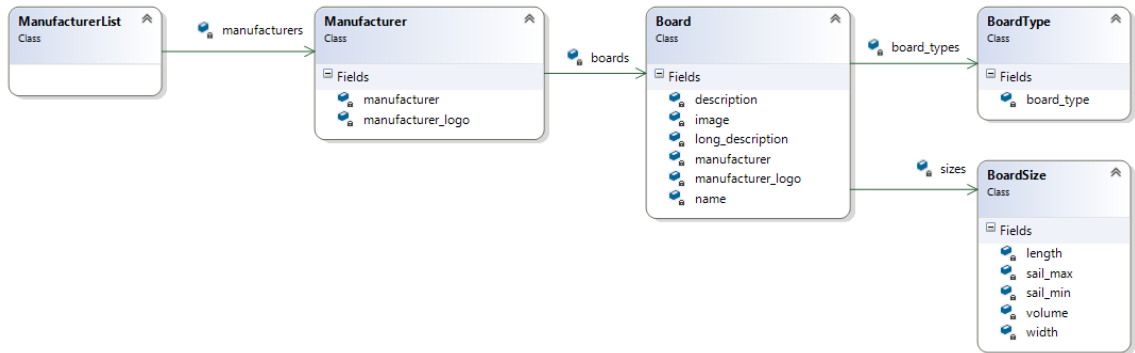 ManufacturerList
Class
manufacturers
Manufacturer
Class
Fields
manufacturer
manufacturer_logo
boards
Board
Class
Fields
description
image
long_description
manufacturer
manufacturer_logo
name
board_types
BoardType
Class
Fields
board_type
sizes
BoardSize
Class
Fields
length
sail_max
sail_min
volume
width